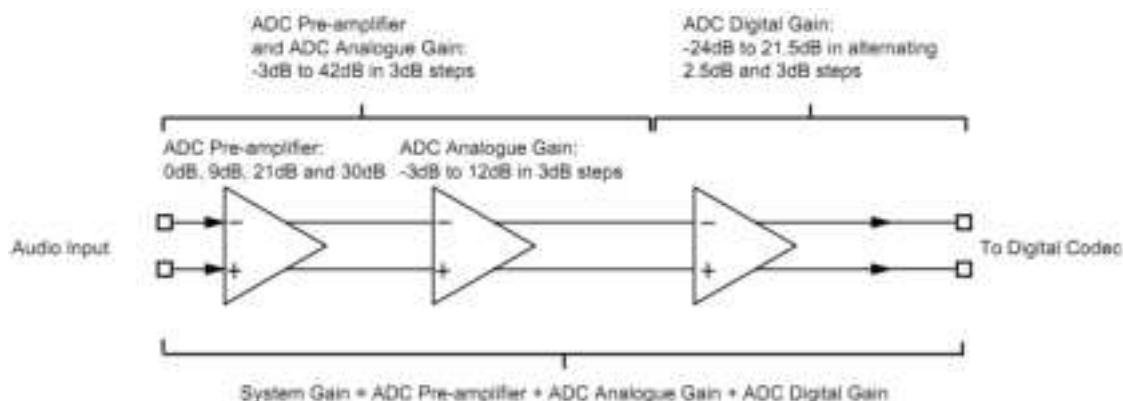 ADC Pre-amplifier
and ADC Analogue Gain:
-3dB to 42dB in 3dB steps
ADC Digital Gain:
-24dB to 21.5dB in alternating
2.5dB and 3dB steps
ADC Pre-amplifier:
0dB, 9dB, 21dB and 30dB
ADC Analogue Gain:
-3dB to 12dB in 3dB steps
Audio Input
- + - + - +
To Digital Codec
System Gain = ADC Pre-amplifier + ADC Analogue Gain + ADC Digital Gain